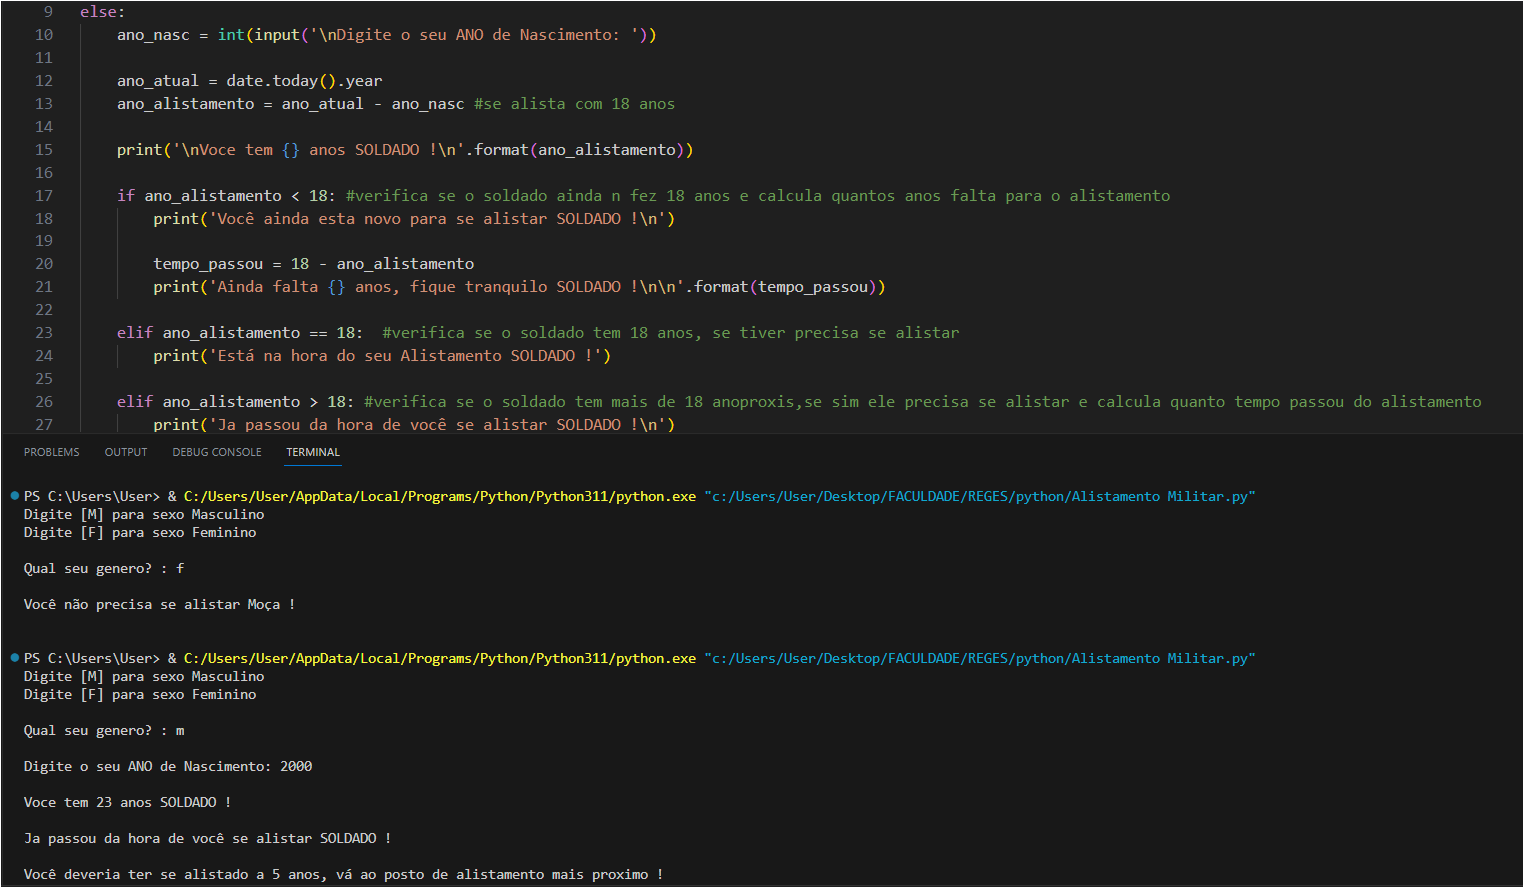 9 else:
10 ano_nasc = int(input('\nDigite o seu ANO de Nascimento: '))
11
12 ano_atual = date.today().year
13 ano_alistamento = ano_atual - ano_nasc #se alista com 18 anos
14
15 print('\nVoce tem {} anos SOLDADO !\n'.format(ano_alistamento))
16
17 if ano_alistamento < 18: #verifica se o soldado ainda n fez 18 anos e calcula quantos anos falta para o alistamento
18 print('Você ainda esta novo para se alistar SOLDADO !\n')
19
20 tempo_passou = 18 - ano_alistamento
21 print('Ainda falta {} anos, fique tranquilo SOLDADO !\n\n'.format(tempo_passou))
22
23 elif ano_alistamento == 18: #verifica se o soldado tem 18 anos, se tiver precisa se alistar
24 print('Está na hora do seu Alistamento SOLDADO !')
25
26 elif ano_alistamento > 18: #verifica se o soldado tem mais de 18 anoproxis,se sim ele precisa se alistar e calcula quanto tempo passou do alistamento
27 print('Ja passou da hora de você se alistar SOLDADO !\n')
PROBLEMS OUTPUT DEBUG CONSOLE TERMINAL
PS C:\Users\User> & C:/Users/User/AppData/Local/Programs/Python/Python311/python.exe "c:/Users/User/Desktop/FACULDADE/REGES/python/Alistamento Militar.py"
Digite [M] para sexo Masculino
Digite [F] para sexo Feminino
Qual seu genero? : f
Você não precisa se alistar Moça !
PS C:\Users\User> & C:/Users/User/AppData/Local/Programs/Python/Python311/python.exe "c:/Users/User/Desktop/FACULDADE/REGES/python/Alistamento Militar.py"
Digite [M] para sexo Masculino
Digite [F] para sexo Feminino
Qual seu genero? : m
Digite o seu ANO de Nascimento: 2000
Voce tem 23 anos SOLDADO !
Ja passou da hora de você se alistar SOLDADO !
Você deveria ter se alistado a 5 anos, vá ao posto de alistamento mais proximo !